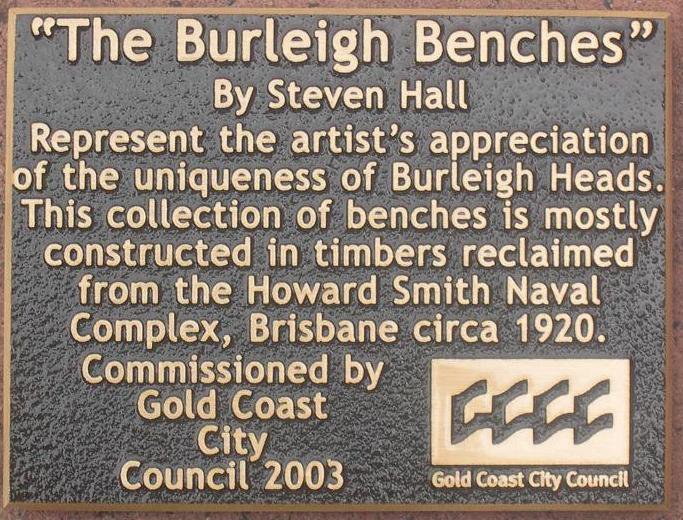 “The Burleigh Benches”
By Steven Hall
Represent the artist’s appreciation
of the uniqueness of Burleigh Heads.
This collection of benches is mostly
constructed in timbers reclaimed
from the Howard Smith Naval
Complex, Brisbane circa 1920.
Commissioned by
Gold Coast
City
Council 2003
Gold Coast City Council